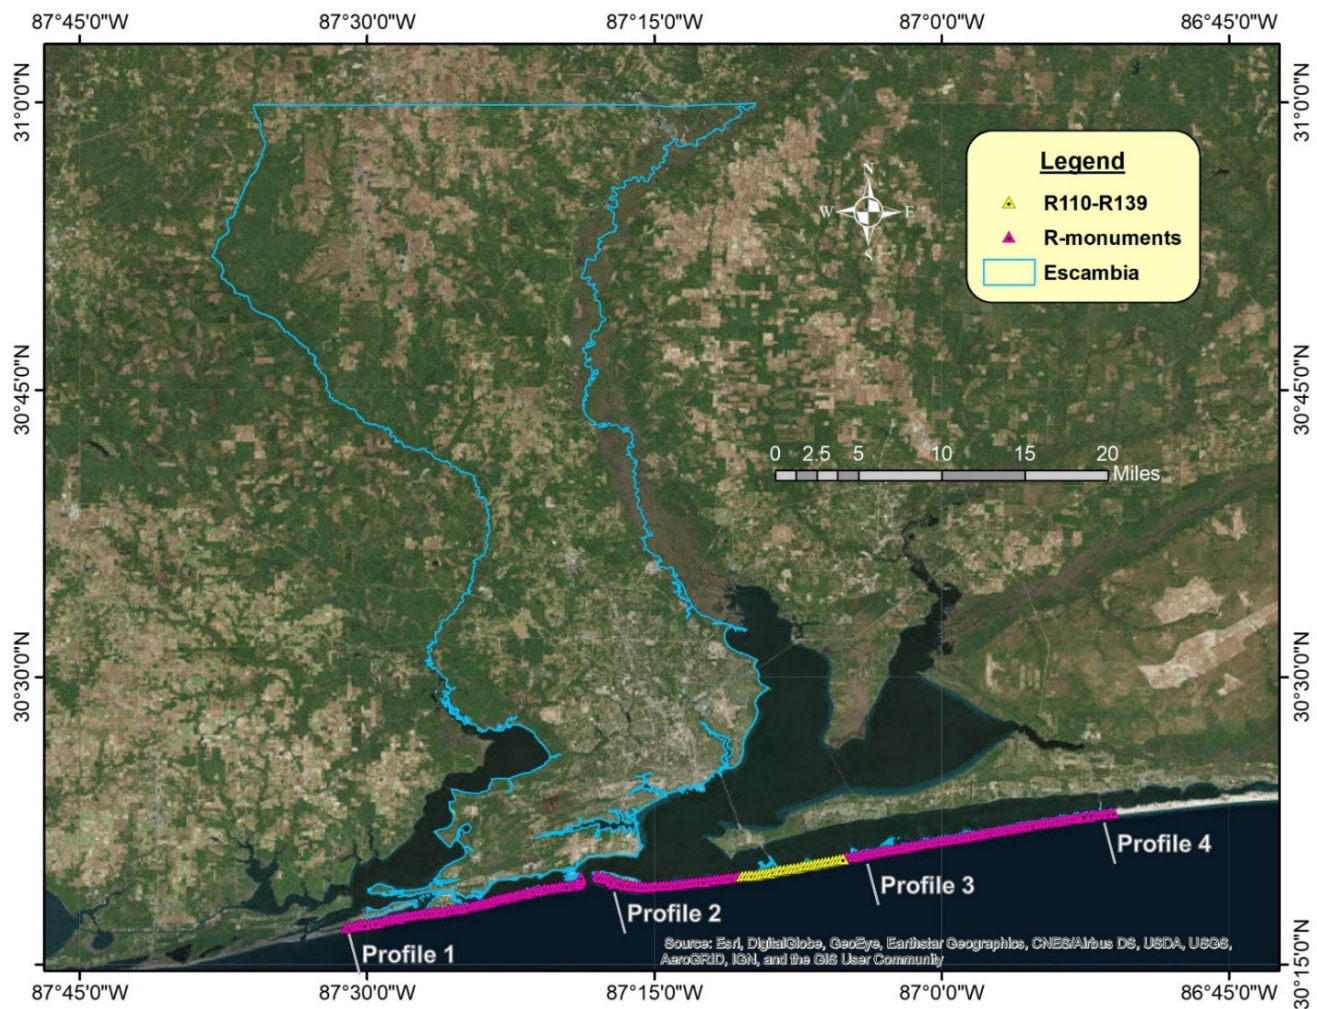 87°45'0"W 87°30'0"W 87°15'0"W 87°0'0"W 86°45'0"W
31°0'0"N
31°0'0"N
Legend
R110-R139
R-monuments
Escambia
N
W E
S
30°45'0"N
30°45'0"N
0 2.5 5 10 15 20
Miles
30°30'0"N
30°30'0"N
Profile 4
Profile 3
Profile 2
Profile 1
Source: Esri, DigitalGlobe, GeoEye, Earthstar Geographics, CNES/Airbus DS, USDA, USGS,
AeroGRID, IGN, and the GIS User Community
30°15'0"N
30°15'0"N
87°45'0"W 87°30'0"W 87°15'0"W 87°0'0"W 86°45'0"W